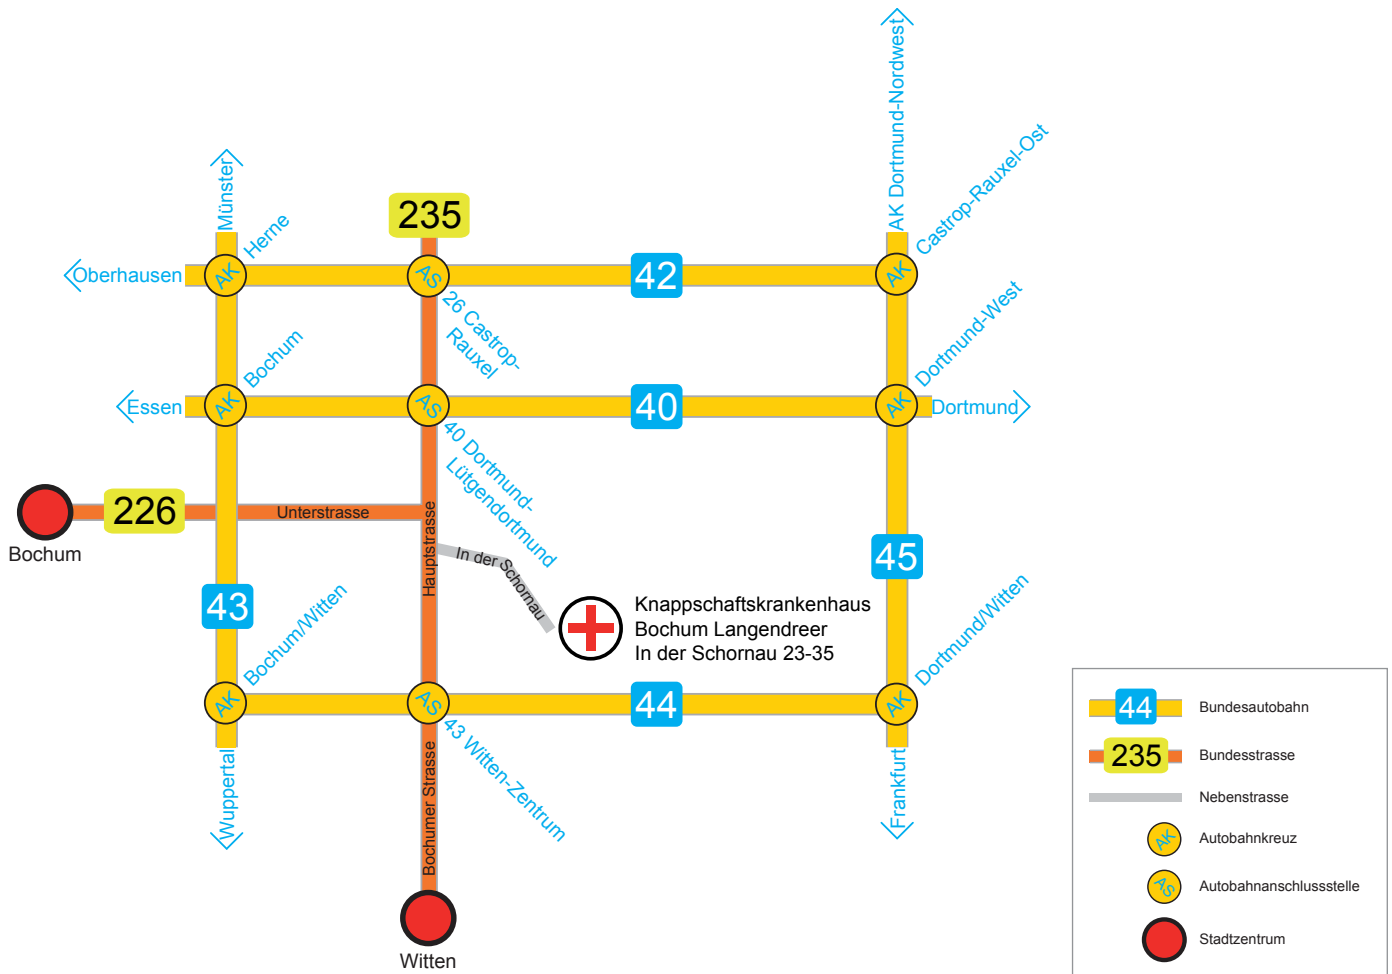 AK Dortmund-Nordwest
Münster
Herne
235
Castrop-Rauxel-Ost
Oberhausen
AK
AS
42
AK
26 Castrop-
Rauxel
Bochum
Dortmund-West
Essen
AK
AS
40
AK
Dortmund
40 Dortmund-
Lütgendortmund
226
Unterstrasse
Bochum
Hauptstrasse
In der Schornau
45
43
Bochum/Witten
Knappschaftskrankenhaus
Bochum Langendreer
In der Schornau 23-35
Dortmund/Witten
AK
AS
44
AK
43 Witten-Zentrum
Wuppertal
Bochumer Strasse
Frankfurt
Witten
44
Bundesautobahn
235
Bundesstrasse
Nebenstrasse
AK
Autobahnkreuz
AS
Autobahnanschlussstelle
Stadtzentrum